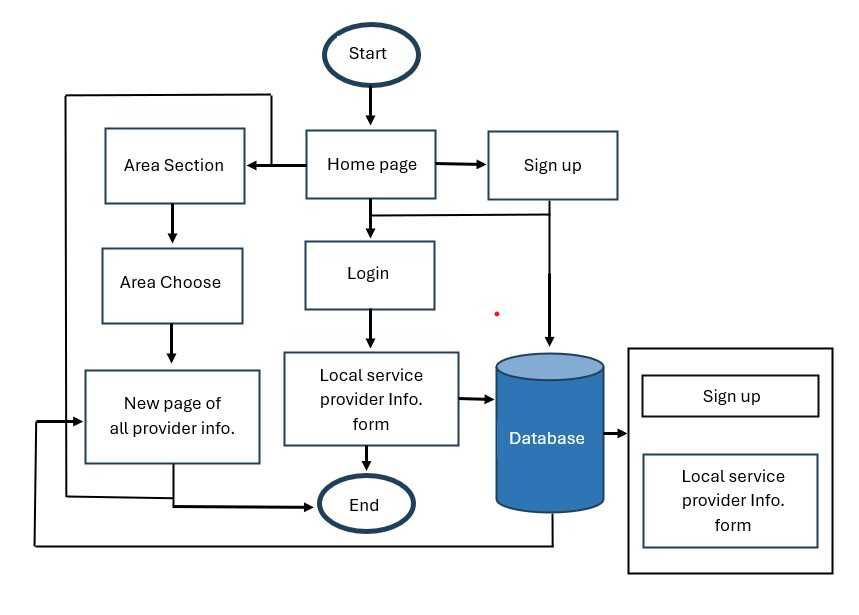 Start
Area Section
Home page
Sign up
Area Choose
Login
New page of
all provider info.
Local service
provider Info.
form
Database
Sign up
Local service
provider Info.
form
End